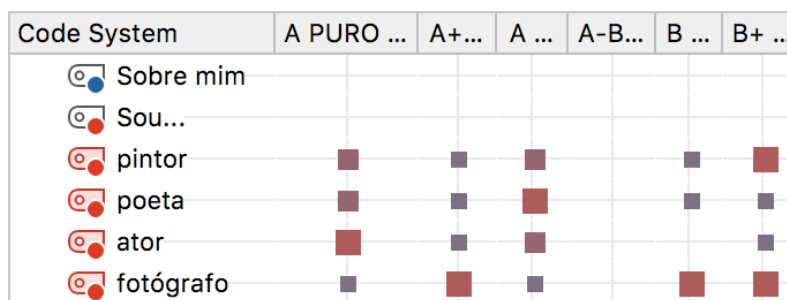 Code System A PURO ... A+... A ... A-B... B ... B+ ...
Sobre mim
Sou...
pintor
poeta
ator
fotógrafo